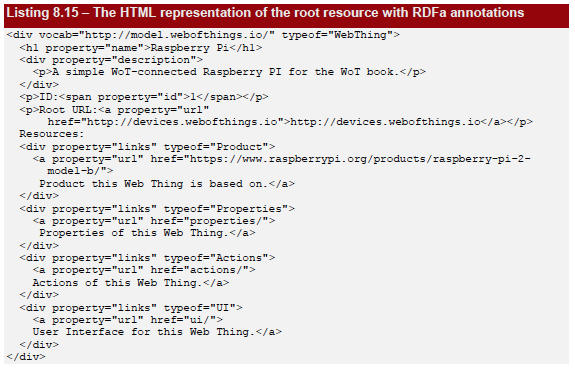 Listing 8.15 – The HTML representation of the root resource with RDFa annotations
<div vocab="http://model.webofthings.io/" typeof="WebThing">
  <h1 property="name">Raspberry Pi</h1>
  <div property="description">
    <p>A simple WoT-connected Raspberry PI for the WoT book.</p>
  </div>
  <p>ID:<span property="id">1</span></p>
  <p>Root URL:<a property="url"
      href="http://devices.webofthings.io">http://devices.webofthings.io</a></p>
  Resources:
  <div property="links" typeof="Product">
    <a property="url" href="https://www.raspberrypi.org/products/raspberry-pi-2-
      model-b/">
     Product this Web Thing is based on.</a>
  </div>
  <div property="links" typeof="Properties">
    <a property="url" href="properties/">
     Properties of this Web Thing.</a>
  </div>
  <div property="links" typeof="Actions">
    <a property="url" href="actions/">
    Actions of this Web Thing.</a>
  </div>
  <div property="links" typeof="UI">
    <a property="url" href="ui/">
    User Interface for this Web Thing.</a>
  </div>
</div>